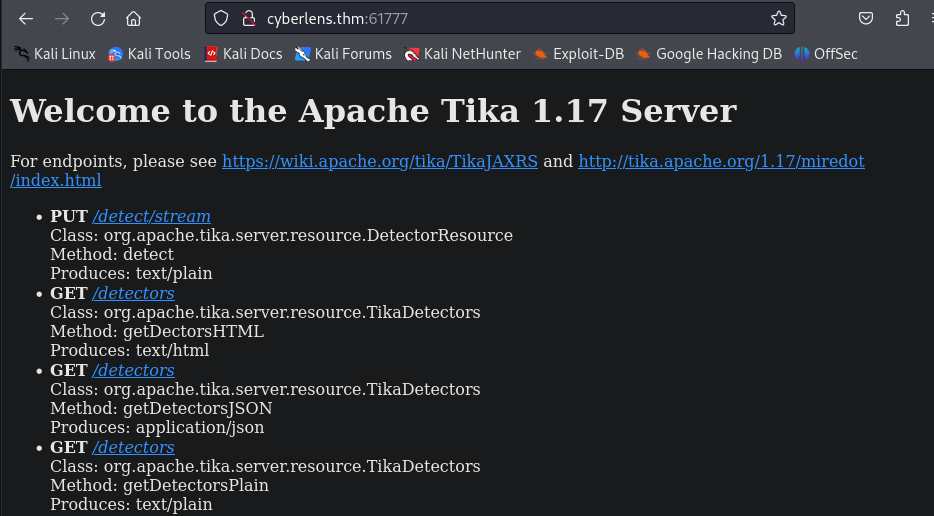 cyberlens.thm:61777
Kali Linux Kali Tools Kali Docs Kali Forums Kali NetHunter Exploit-DB Google Hacking DB OffSec
Welcome to the Apache Tika 1.17 Server
For endpoints, please see https://wiki.apache.org/tika/TikaJAXRS and http://tika.apache.org/1.17/miredot
/index.html
• PUT /detect/stream
Class: org.apache.tika.server.resource.DetectorResource
Method: detect
Produces: text/plain
• GET /detectors
Class: org.apache.tika.server.resource.TikaDetectors
Method: getDectorsHTML
Produces: text/html
• GET /detectors
Class: org.apache.tika.server.resource.TikaDetectors
Method: getDetectorsJSON
Produces: application/json
• GET /detectors
Class: org.apache.tika.server.resource.TikaDetectors
Method: getDetectorsPlain
Produces: text/plain